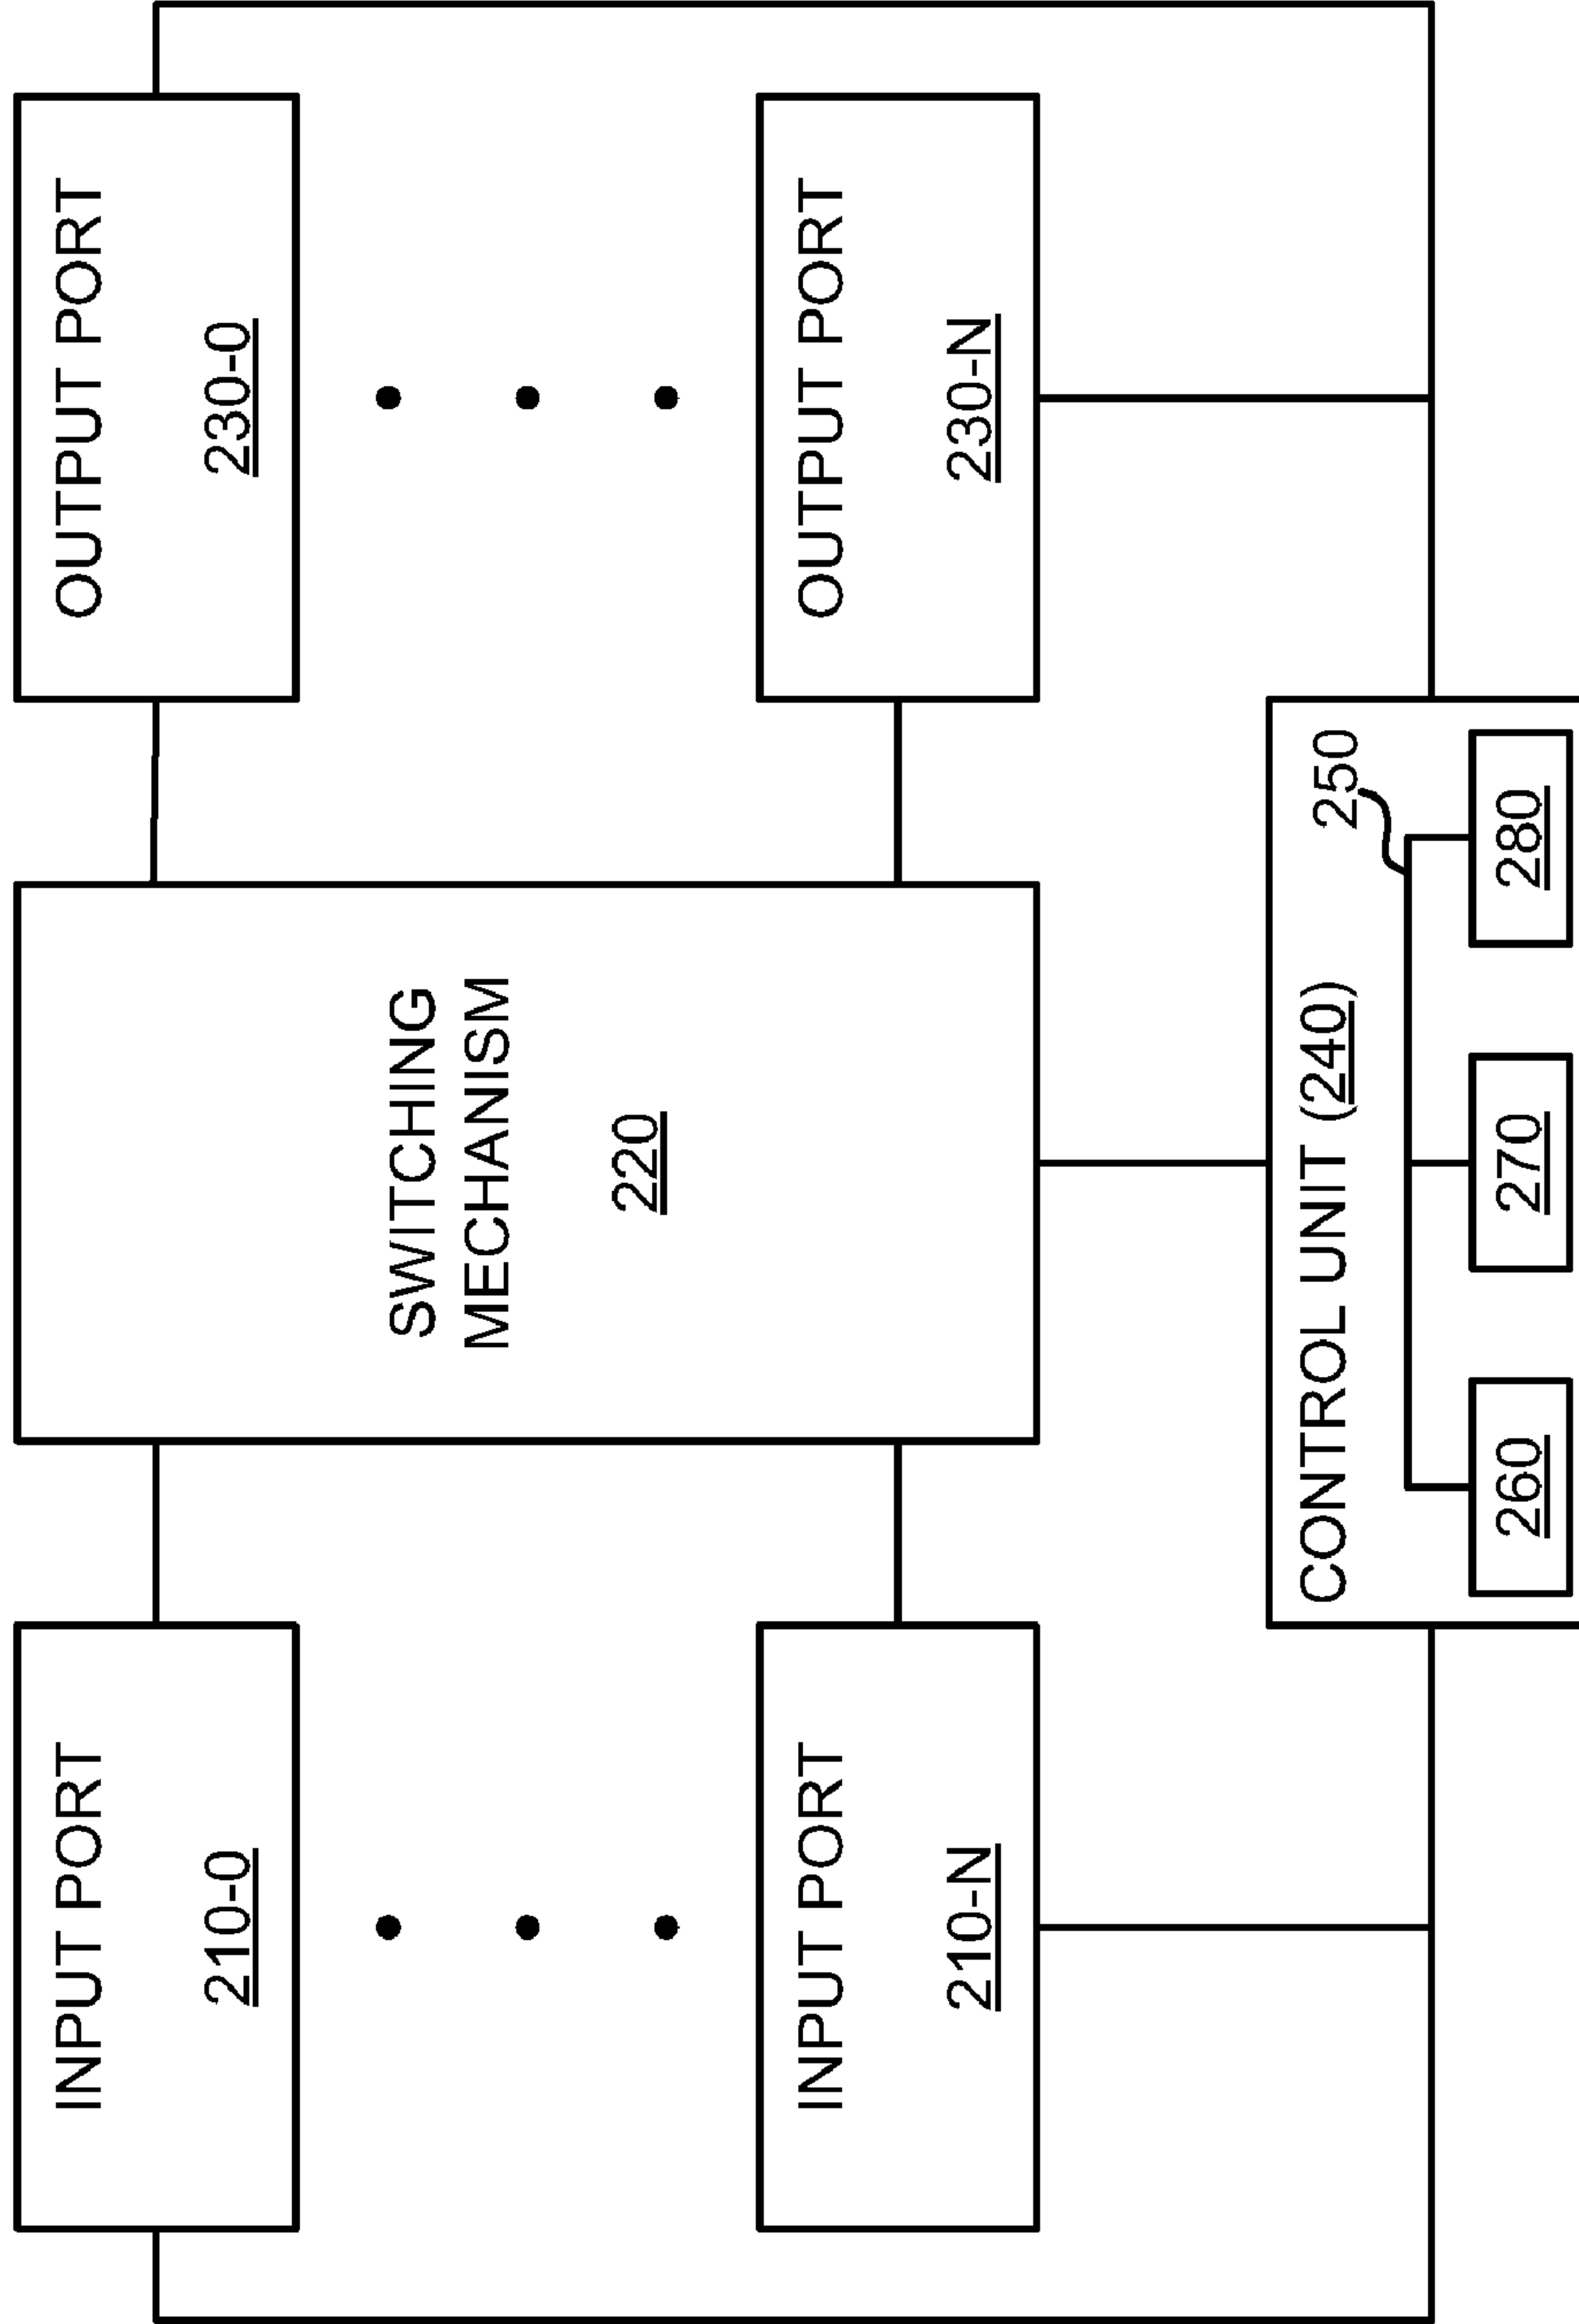 INPUT PORT
210-0
INPUT PORT
210-N
SWITCHING
MECHANISM
220
OUTPUT PORT
230-0
OUTPUT PORT
230-N
CONTROL UNIT (240)
250
260
270
280